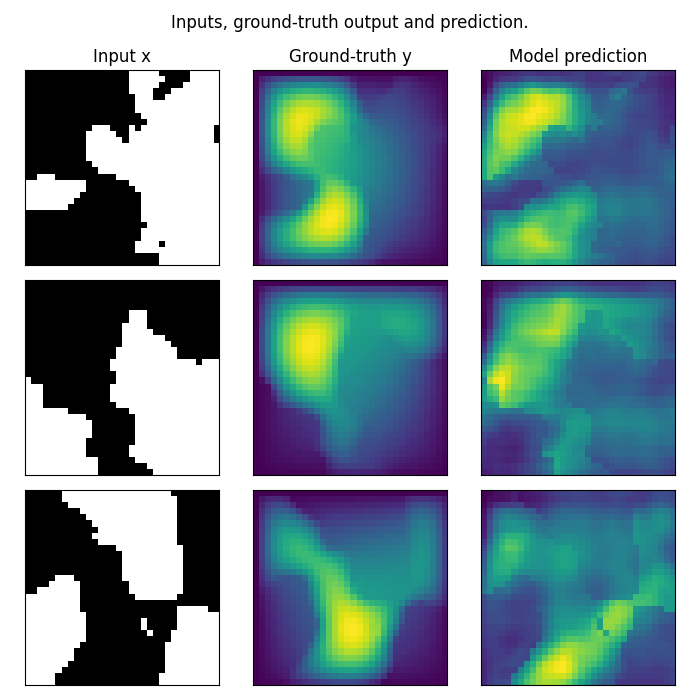 Inputs, ground-truth output and prediction.
Input x
Ground-truth y
Model prediction